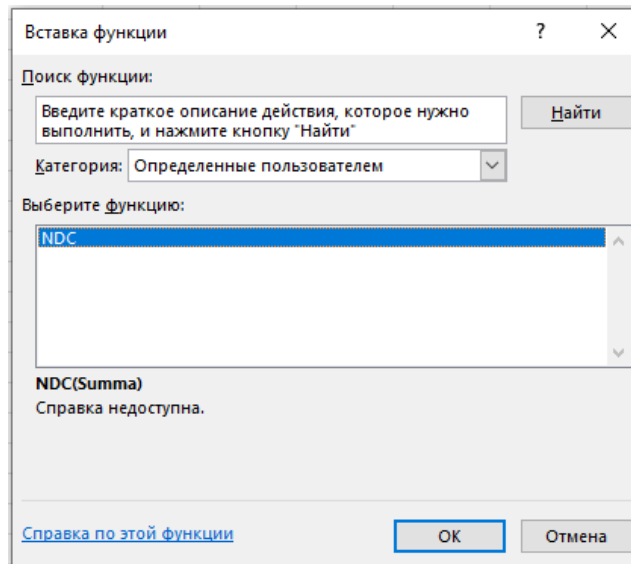 Вставка функции ? ×
Поиск функции:
Введите краткое описание действия, которое нужно
выполнить, и нажмите кнопку "Найти"
Найти
Категория: Определенные пользователем
Выберите функцию:
NDC
NDC(Summa)
Справка недоступна.
Справка по этой функции
ОК
Отмена